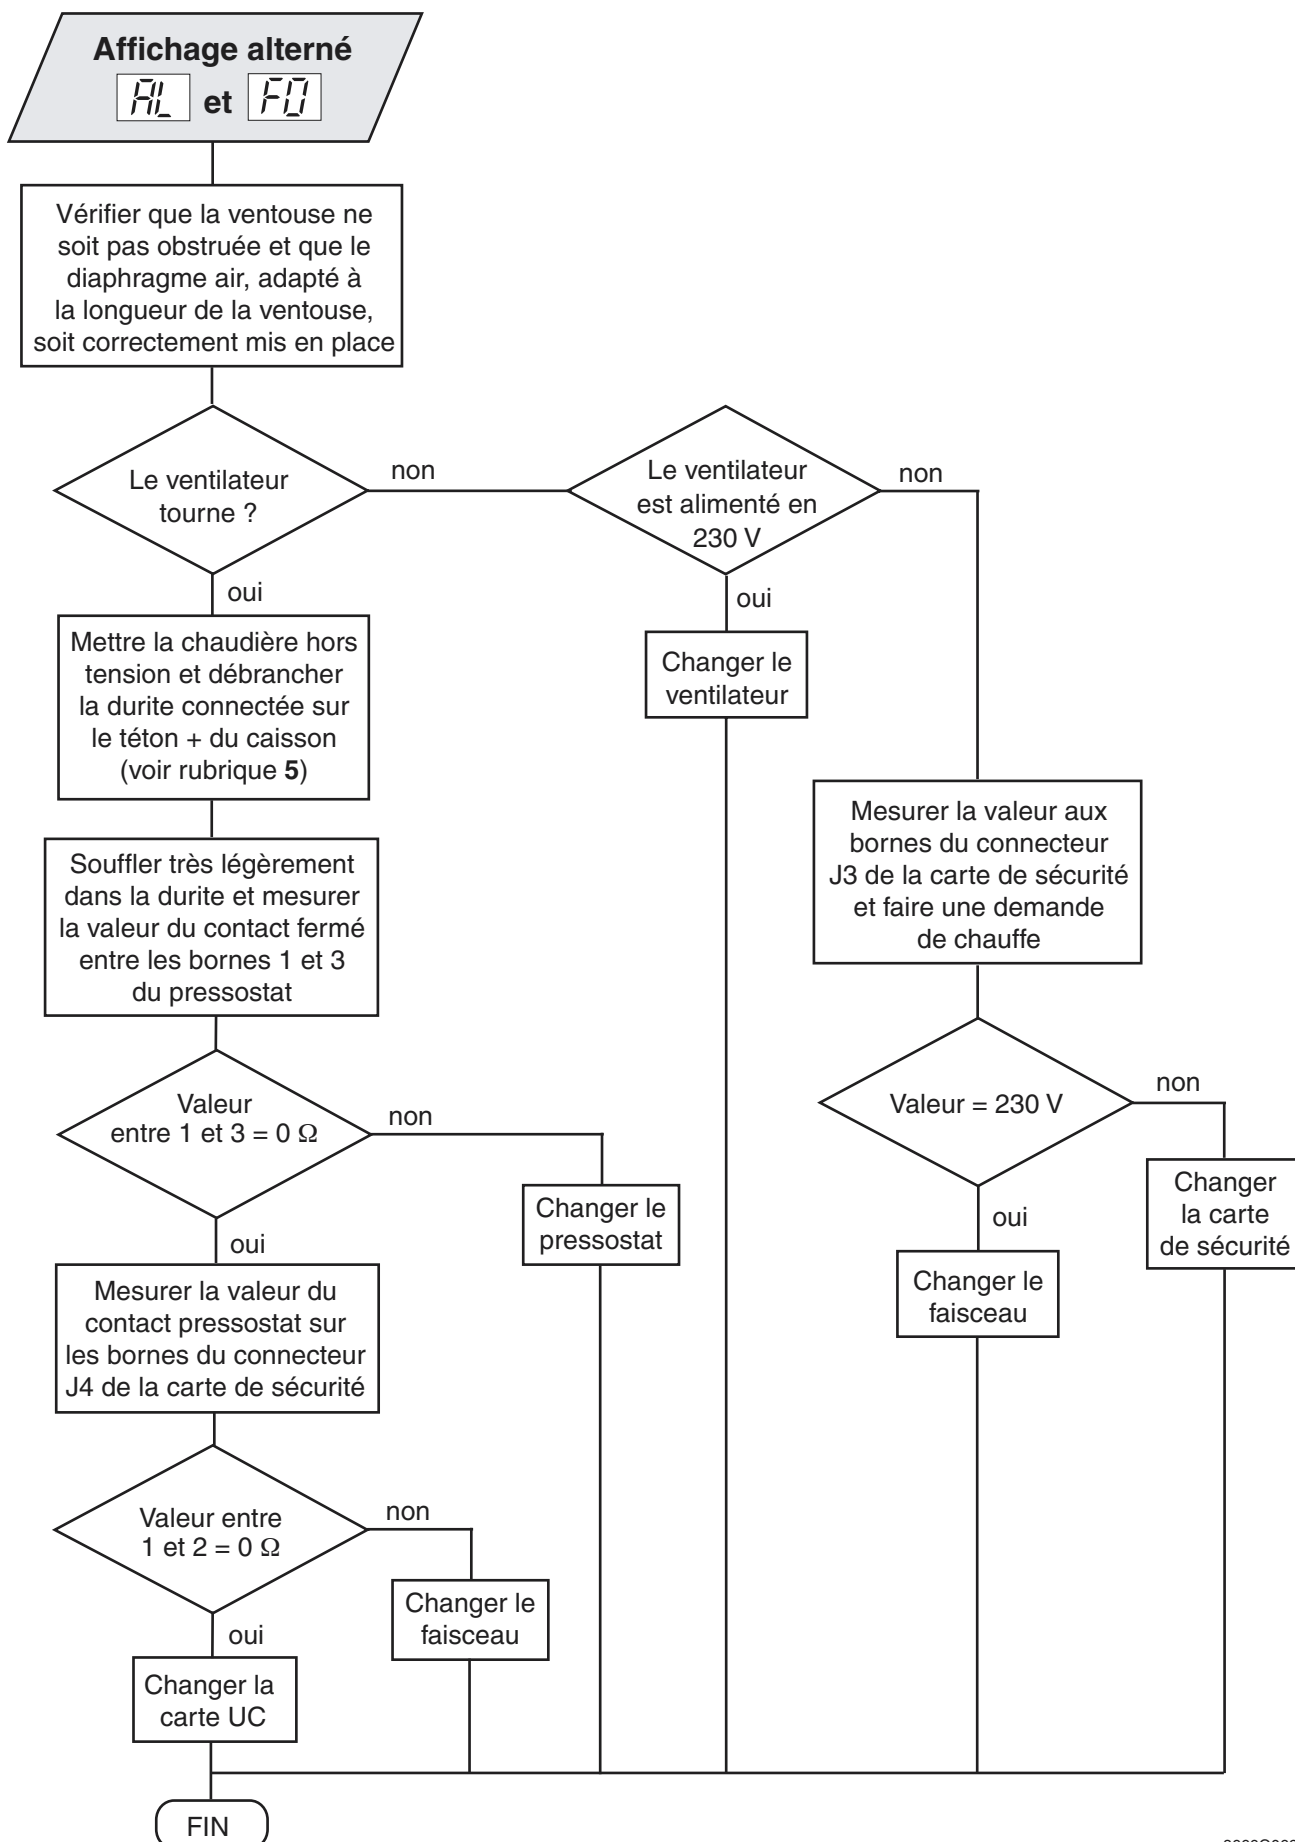 Affichage alterné
AL et F0
Vérifier que la ventouse ne
soit pas obstruée et que le
diaphragme air, adapté à
la longueur de la ventouse,
soit correctement mis en place
Le ventilateur
tourne ?
non
oui
Le ventilateur
est alimenté en
230 V
non
oui
Mettre la chaudière hors
tension et débrancher
la durite connectée sur
le téton + du caisson
(voir rubrique 5)
Changer le
ventilateur
Souffler très légèrement
dans la durite et mesurer
la valeur du contact fermé
entre les bornes 1 et 3
du pressostat
Mesurer la valeur aux
bornes du connecteur
J3 de la carte de sécurité
et faire une demande
de chauffe
Valeur
entre 1 et 3 = 0 Ω
non
oui
Changer le
pressostat
Valeur = 230 V
non
oui
Changer
la carte
de sécurité
Changer le
faisceau
Mesurer la valeur du
contact pressostat sur
les bornes du connecteur
J4 de la carte de sécurité
Valeur entre
1 et 2 = 0 Ω
non
oui
Changer le
faisceau
Changer la
carte UC
FIN